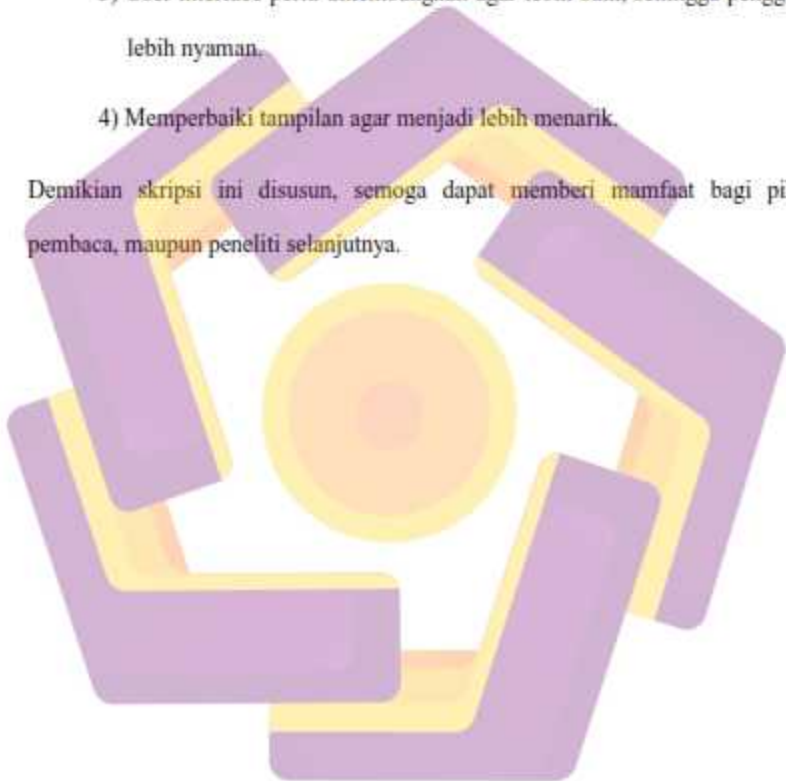 lebih nyaman.
4) Memperbaiki tampilan agar menjadi lebih menarik.
Demikian skripsi ini disusun, semoga dapat memberi mamfaat bagi pi
pembaca, maupun peneliti selanjutnya.